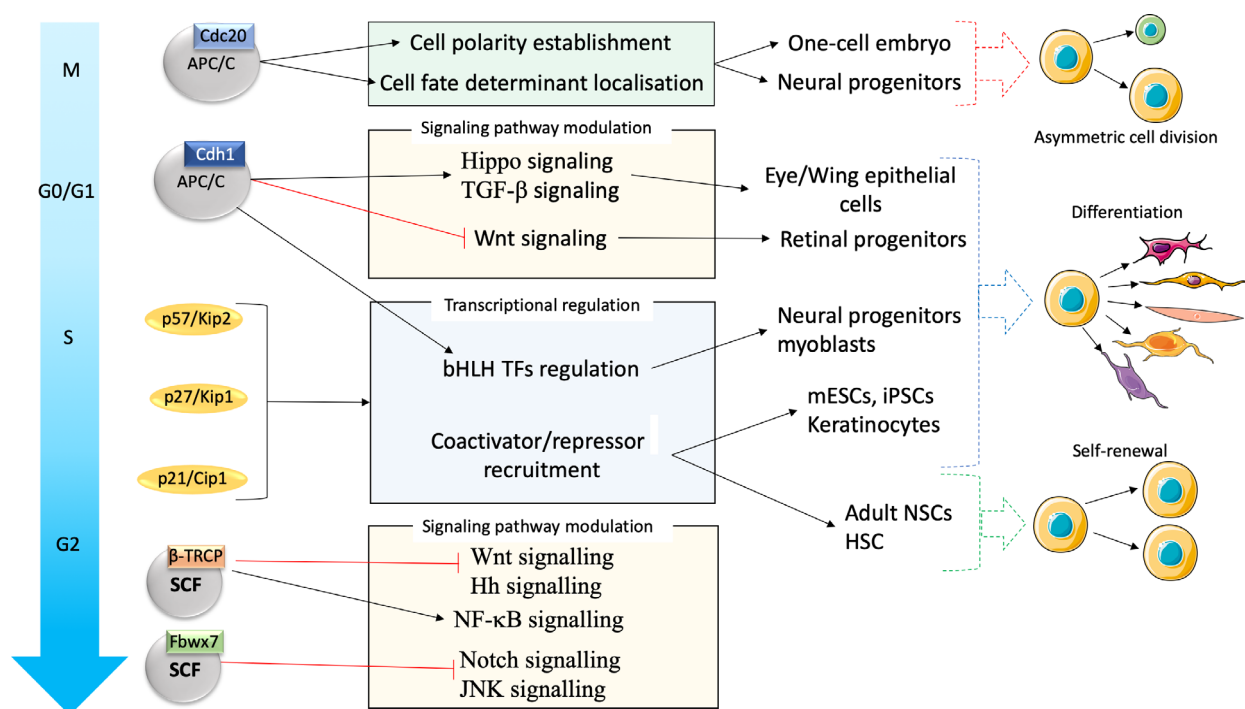 M
Cdc20
APC/C
Cell polarity establishment
Cell fate determinant localisation
One-cell embryo
Neural progenitors
Asymmetric cell division
G0/G1
Cdh1
APC/C
Signaling pathway modulation
Hippo signaling
TGF-β signaling
Wnt signaling
Eye/Wing epithelial
cells
Retinal progenitors
Differentiation
S
p57/Kip2
p27/Kip1
p21/Cip1
Transcriptional regulation
bHLH TFs regulation
Coactivator/repressor
recruitment
Neural progenitors
myoblasts
mESCs, iPSCs
Keratinocytes
Adult NSCs
HSC
Self-renewal
G2
β-TRCP
SCF
Fbwx7
SCF
Signaling pathway modulation
Wnt signalling
Hh signalling
NF-κB signalling
Notch signalling
JNK signalling